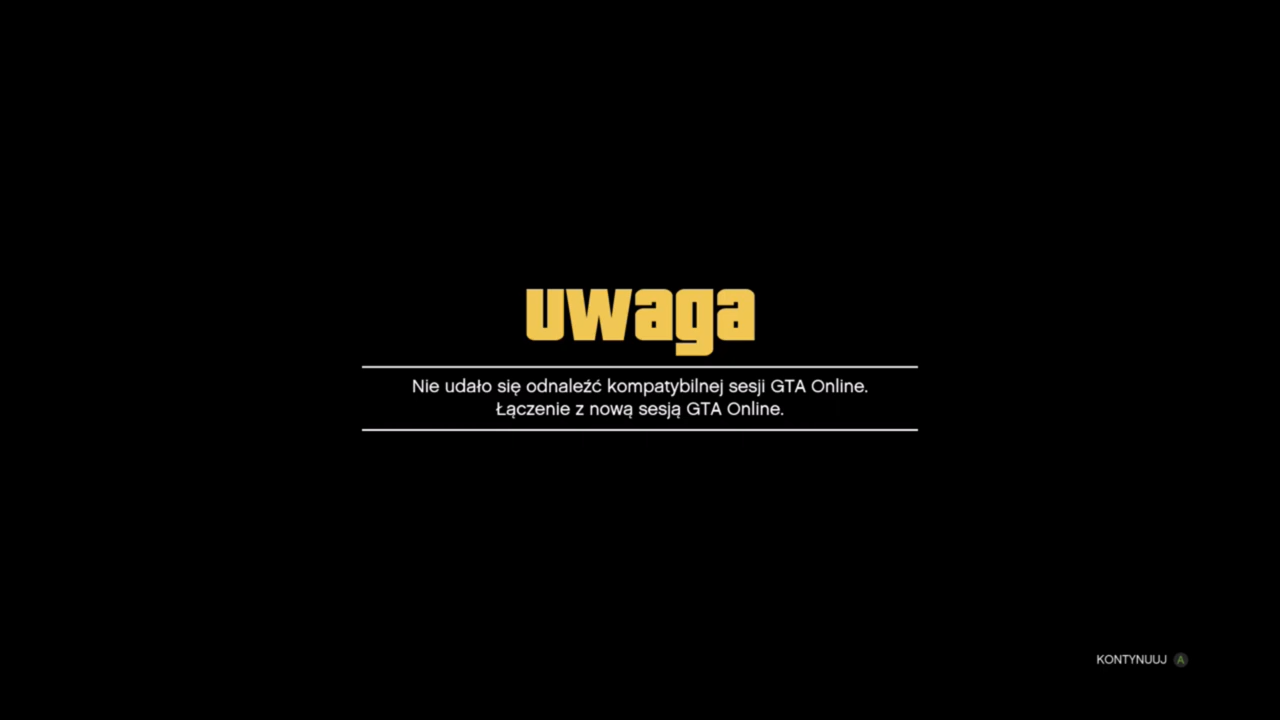 uwaga
Nie udało się odnaleźć kompatybilnej sesji GTA Online.
Łączenie z nową sesją GTA Online.
KONTYNUUJ A